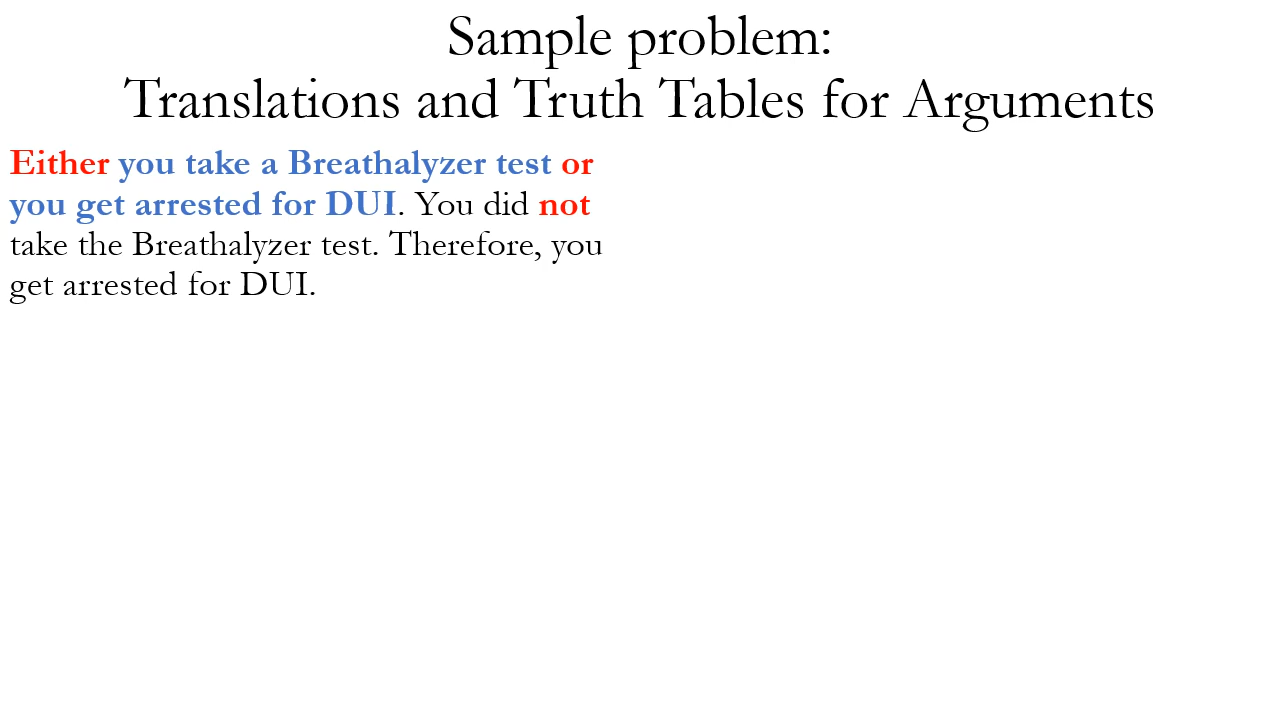 Sample problem:
Translations and Truth Tables for Arguments
Either you take a Breathalyzer test or
you get arrested for DUI. You did not
take the Breathalyzer test. Therefore, you
get arrested for DUI.